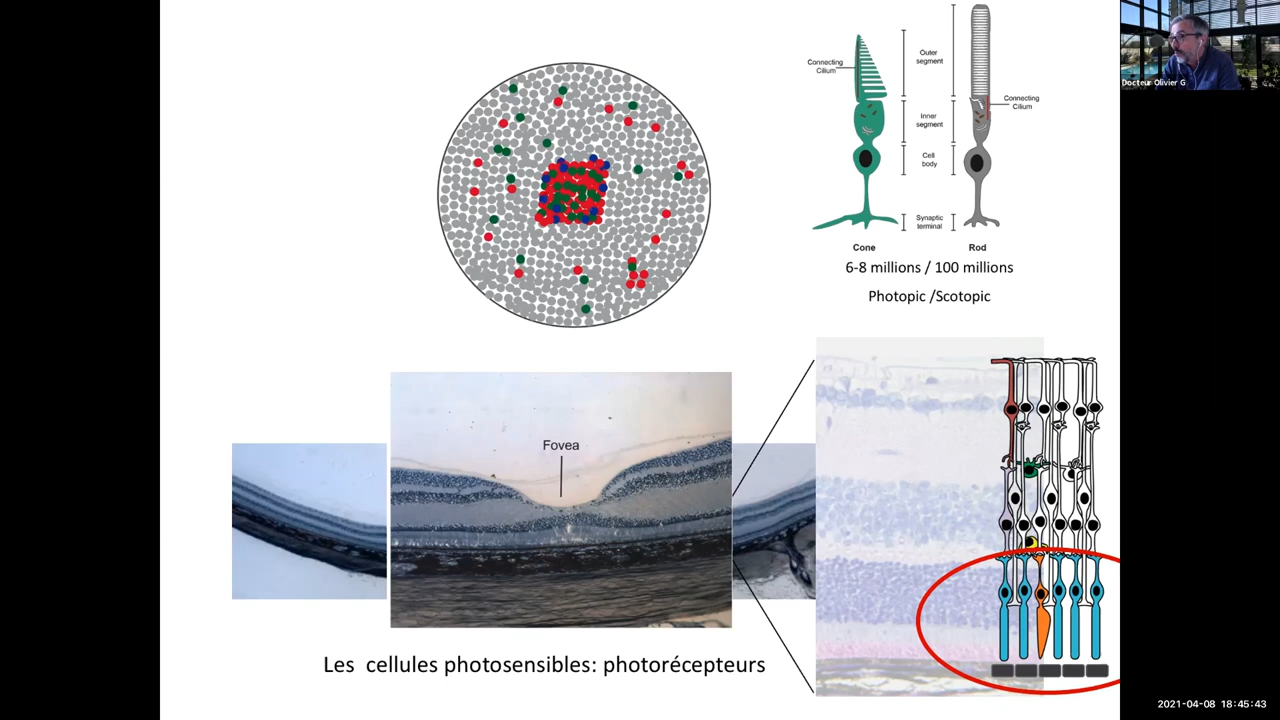 Docteur Olivier G
Connecting
Cilium
Outer
segment
Connecting
Cilium
Inner
segment
Cell
body
Synaptic
terminal
Cone
Rod
6-8 millions / 100 millions
Photopic /Scotopic
Fovea
Les cellules photosensibles: photorécepteurs
2021-04-08 18:45:43